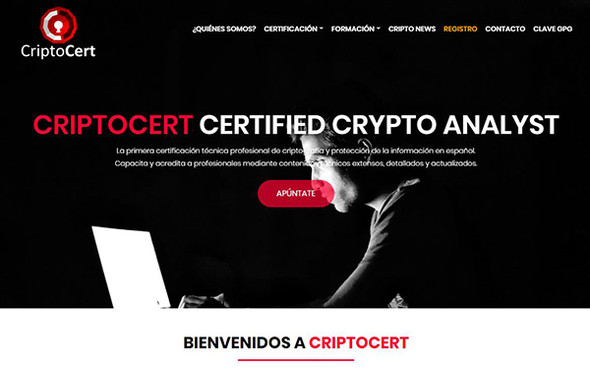 CriptoCert
¿QUIÉNES SOMOS? CERTIFICACIÓN FORMACIÓN CRIPTO NEWS REGISTRO CONTACTO CLAVE GPG
CRIPTOCERT CERTIFIED CRYPTO ANALYST
La primera certificación técnica profesional de criptografía y protección de la información en español.
Capacita y acredita a profesionales mediante contenidos técnicos extensos, detallados y actualizados.
APÚNTATE
BIENVENIDOS A CRIPTOCERT